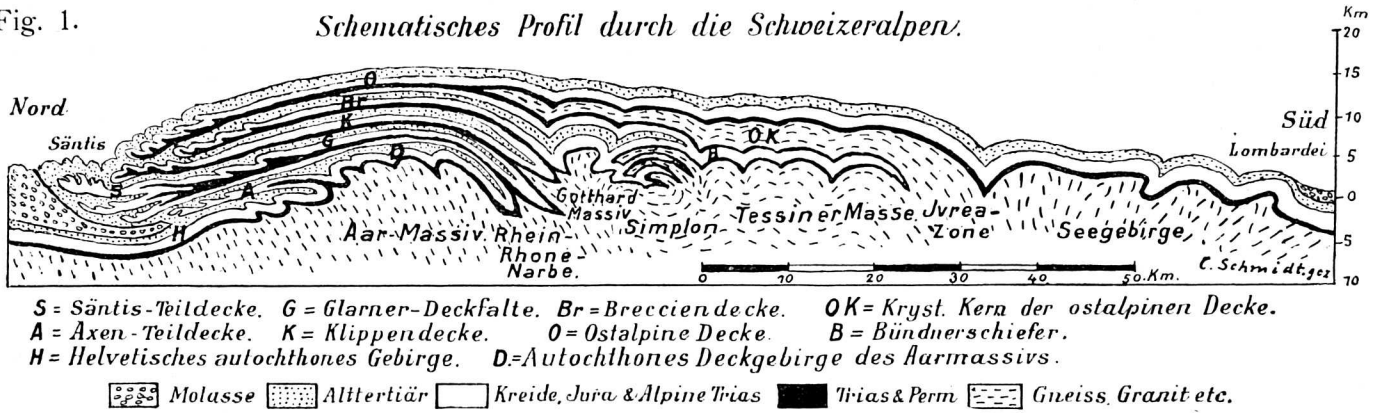 Fig. 1.
Schematisches Profil durch die Schweizeralpen.
Km
20
15
10
5
0
5
10
Nord
Säntis
Süd
Lombardei
O
Br
K
G
D
S
A
H
B
OK
Aar-Massiv.
Rhein-
Rhone-
Narbe.
Gotthard
Massiv
Simplon
Tessiner Masse
Jvrea-
Zone
Seegebirge
0 10 20 30 40 50 Km.
C. Schmidt. gez
S = Säntis-Teildecke. G = Glarner-Deckfalte. Br = Brecciendecke. OK = Kryst. Kern der ostalpinen Decke.
A = Axen-Teildecke. K = Klippendecke. O = Ostalpine Decke. B = Bündnerschiefer.
H = Helvetisches autochthones Gebirge. D.=Autochthones Deckgebirge des Aarmassivs.
Molasse Alttertiär Kreide, Jura & Alpine Trias Trias & Perm Gneiss, Granit etc.